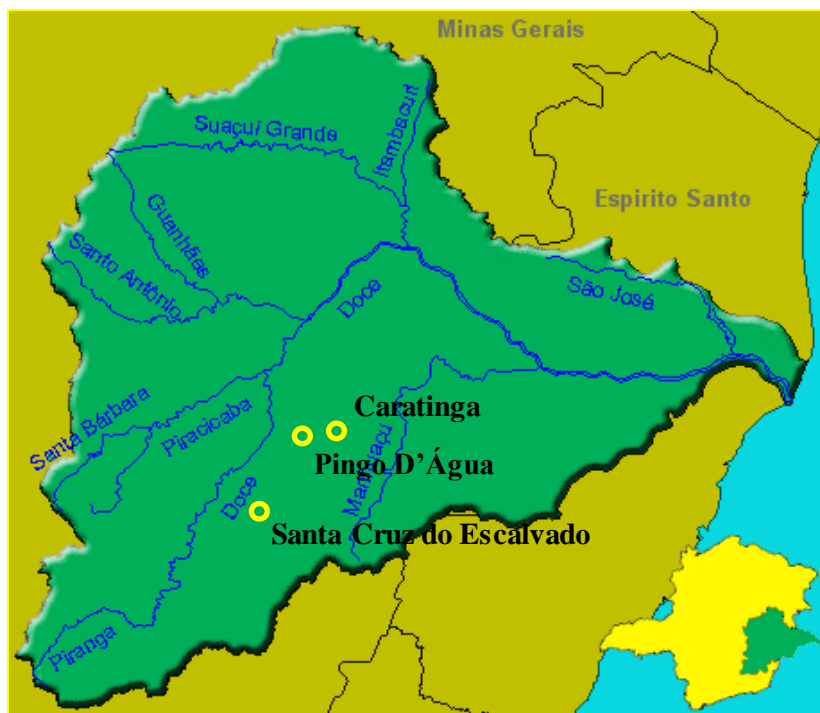 Minas Gerais
Suaçuí Grande
Itambacuri
Guanhães
Espirito Santo
Santo Antônio
Doce
São José
Santa Bárbara
Piracicaba
Caratinga
Manhuaçu
Pingo D’Água
Doce
Santa Cruz do Escalvado
Piranga